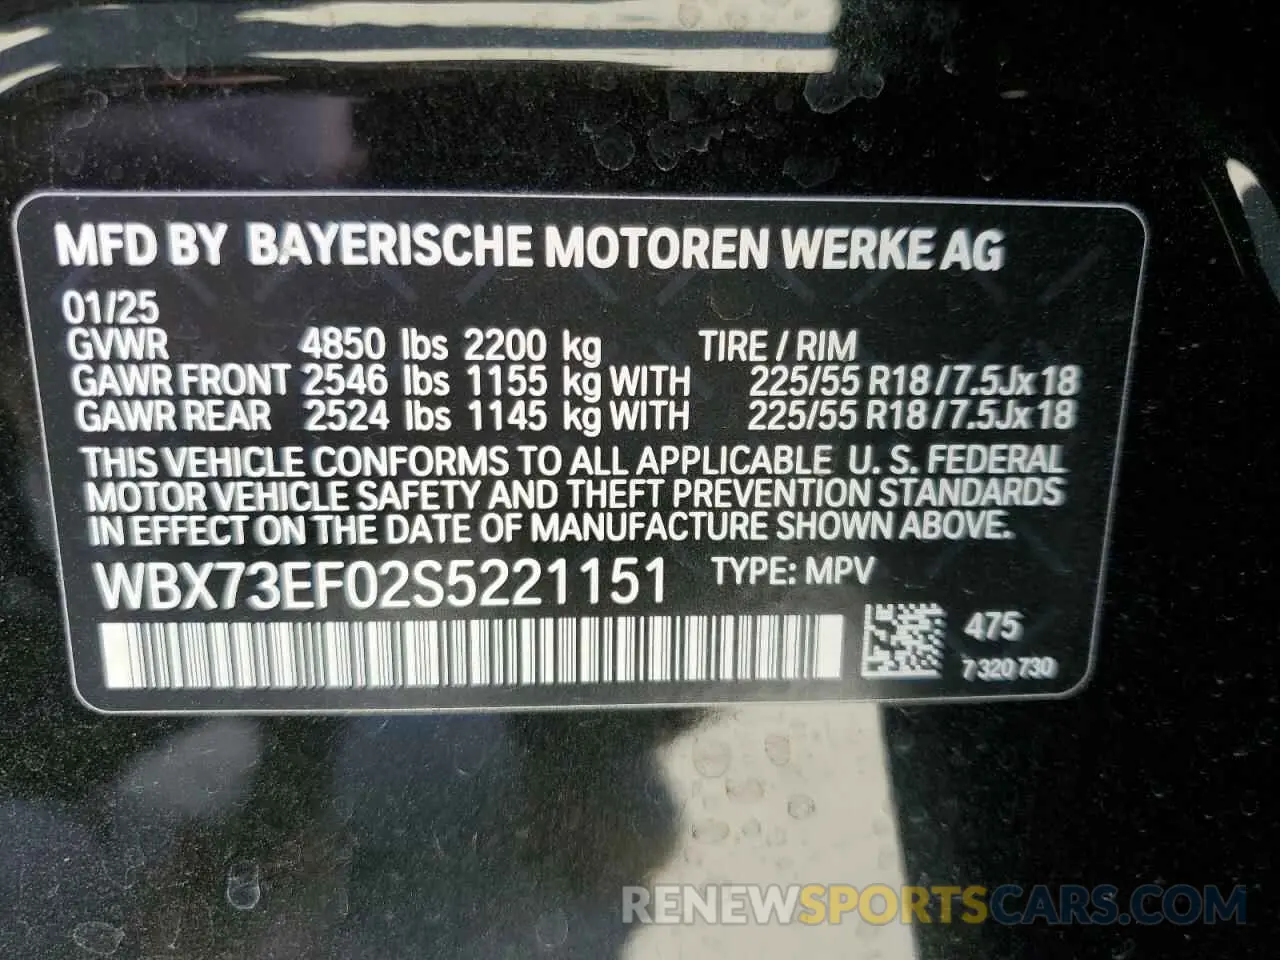 MFD BY BAYERISCHE MOTOREN WERKE AG
01/25
GVWR 4850 lbs 2200 kg TIRE / RIM
GAWR FRONT 2546 lbs 1155 kg WITH 225/55 R18 / 7.5Jx18
GAWR REAR 2524 lbs 1145 kg WITH 225/55 R18 / 7.5Jx18
THIS VEHICLE CONFORMS TO ALL APPLICABLE U. S. FEDERAL
MOTOR VEHICLE SAFETY AND THEFT PREVENTION STANDARDS
IN EFFECT ON THE DATE OF MANUFACTURE SHOWN ABOVE.
WBX73EF02S5221151 TYPE: MPV
475
7 320 730
RENEWSPORTSCARS.COM